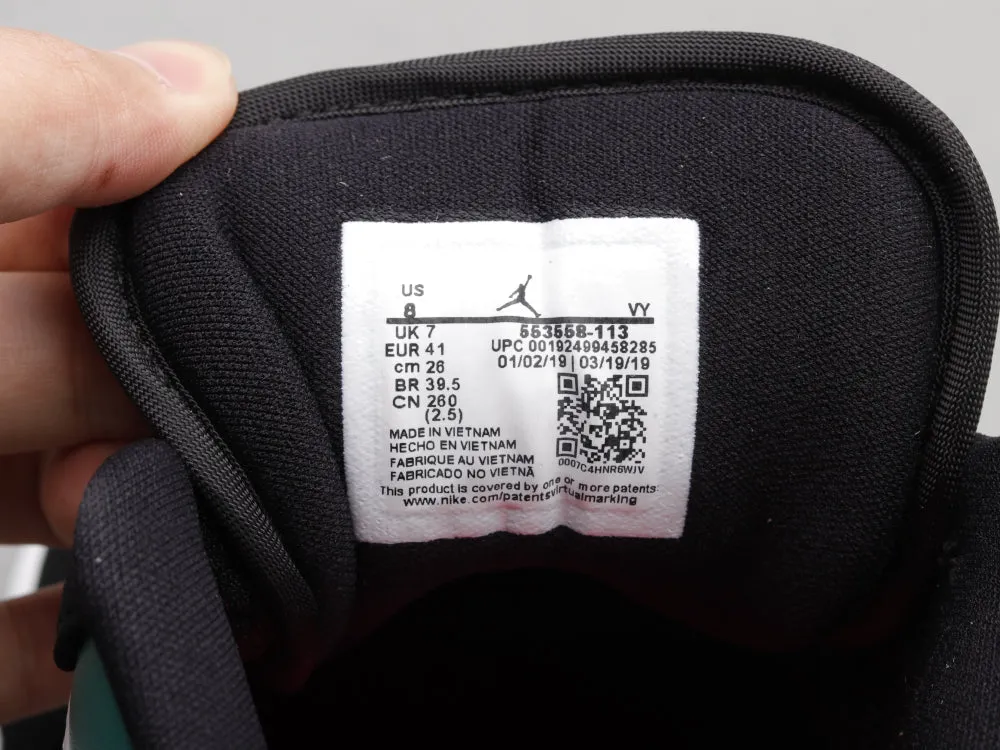 US
8 VY
UK 7 553558-113
EUR 41 UPC 00192499458285
cm 26 01/02/19 | 03/19/19
BR 39.5
CN 260
(2.5)
MADE IN VIETNAM
HECHO EN VIETNAM
FABRIQUE AU VIETNAM
FABRICADO NO VIETNÃ
0007C4HNR6WJV
This product is covered by one or more patents:
www.nike.com/patentsvirtualmarking